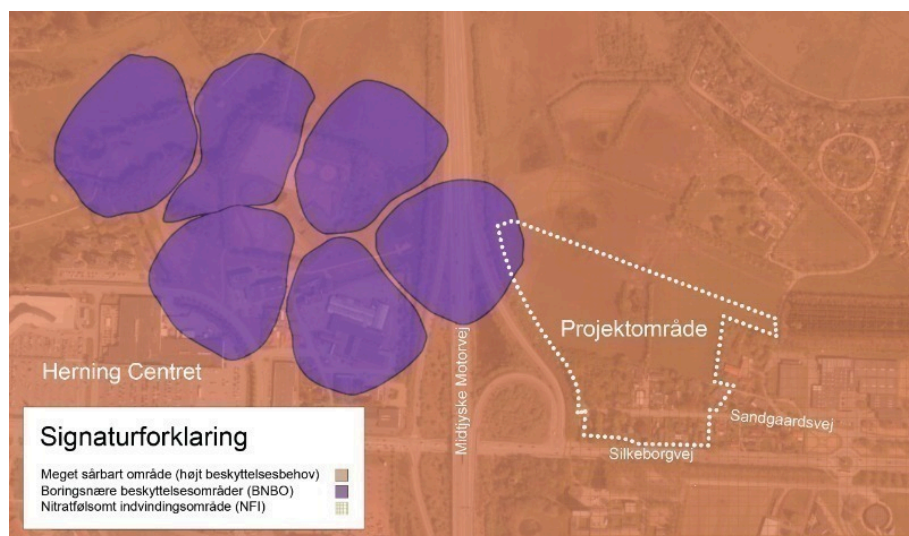 Projektområde
Herning Centret
Midtjyske Motorvej
Sandgaardsvej
Silkeborgvej
Signaturforklaring
Meget sårbart område (højt beskyttelsesbehov)
Boringsnære beskyttelsesområder (BNBO)
Nitratfølsomt indvindingsområde (NFI)